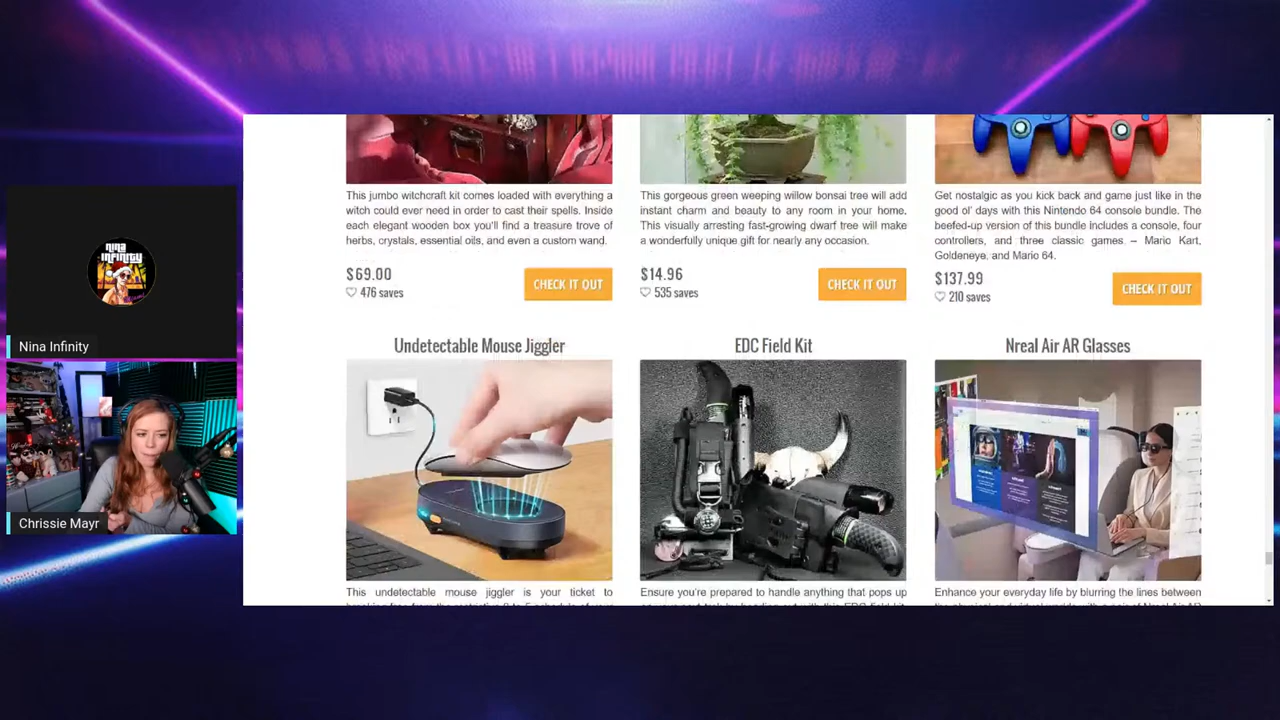 This jumbo witchcraft kit comes loaded with everything a
witch could ever need in order to cast their spells. Inside
each elegant wooden box you'll find a treasure trove of
herbs, crystals, essential oils, and even a custom wand.
$69.00
476 saves
CHECK IT OUT
This gorgeous green weeping willow bonsai tree will add
instant charm and beauty to any room in your home.
This visually arresting fast-growing dwarf tree will make
a wonderfully unique gift for nearly any occasion.
$14.96
535 saves
CHECK IT OUT
Get nostalgic as you kick back and game just like in the
good ol' days with this Nintendo 64 console bundle. The
beefed-up version of this bundle includes a console, four
controllers, and three classic games – Mario Kart,
Goldeneye, and Mario 64.
$137.99
210 saves
CHECK IT OUT
nina
infinity
Nina Infinity
Chrissie Mayr
Undetectable Mouse Jiggler
This undetectable mouse jiggler is your ticket to
EDC Field Kit
Ensure you're prepared to handle anything that pops up
Nreal Air AR Glasses
Enhance your everyday life by blurring the lines between